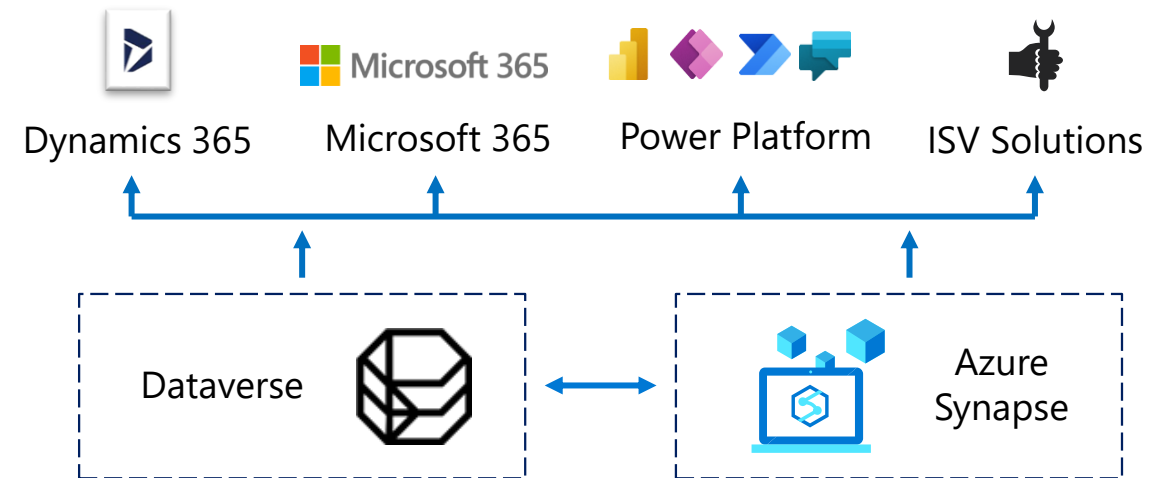 Microsoft 365
Dynamics 365
Microsoft 365
Power Platform
ISV Solutions
Dataverse
Azure
Synapse